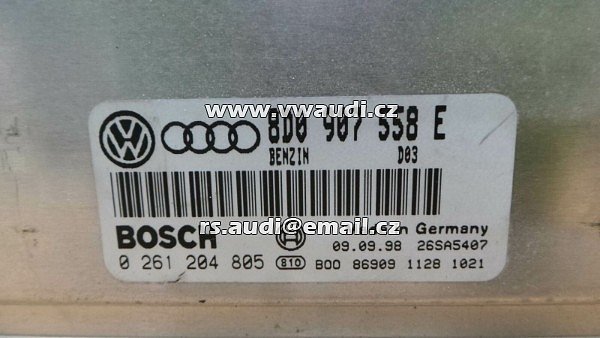 www.vwaudi.cz
8D0 907 558 E
BENZIN D03
rs.audi@email.cz
BOSCH in Germany
09.09.98 26SA5407
0 261 204 805 810 B00 86909 1128 1021